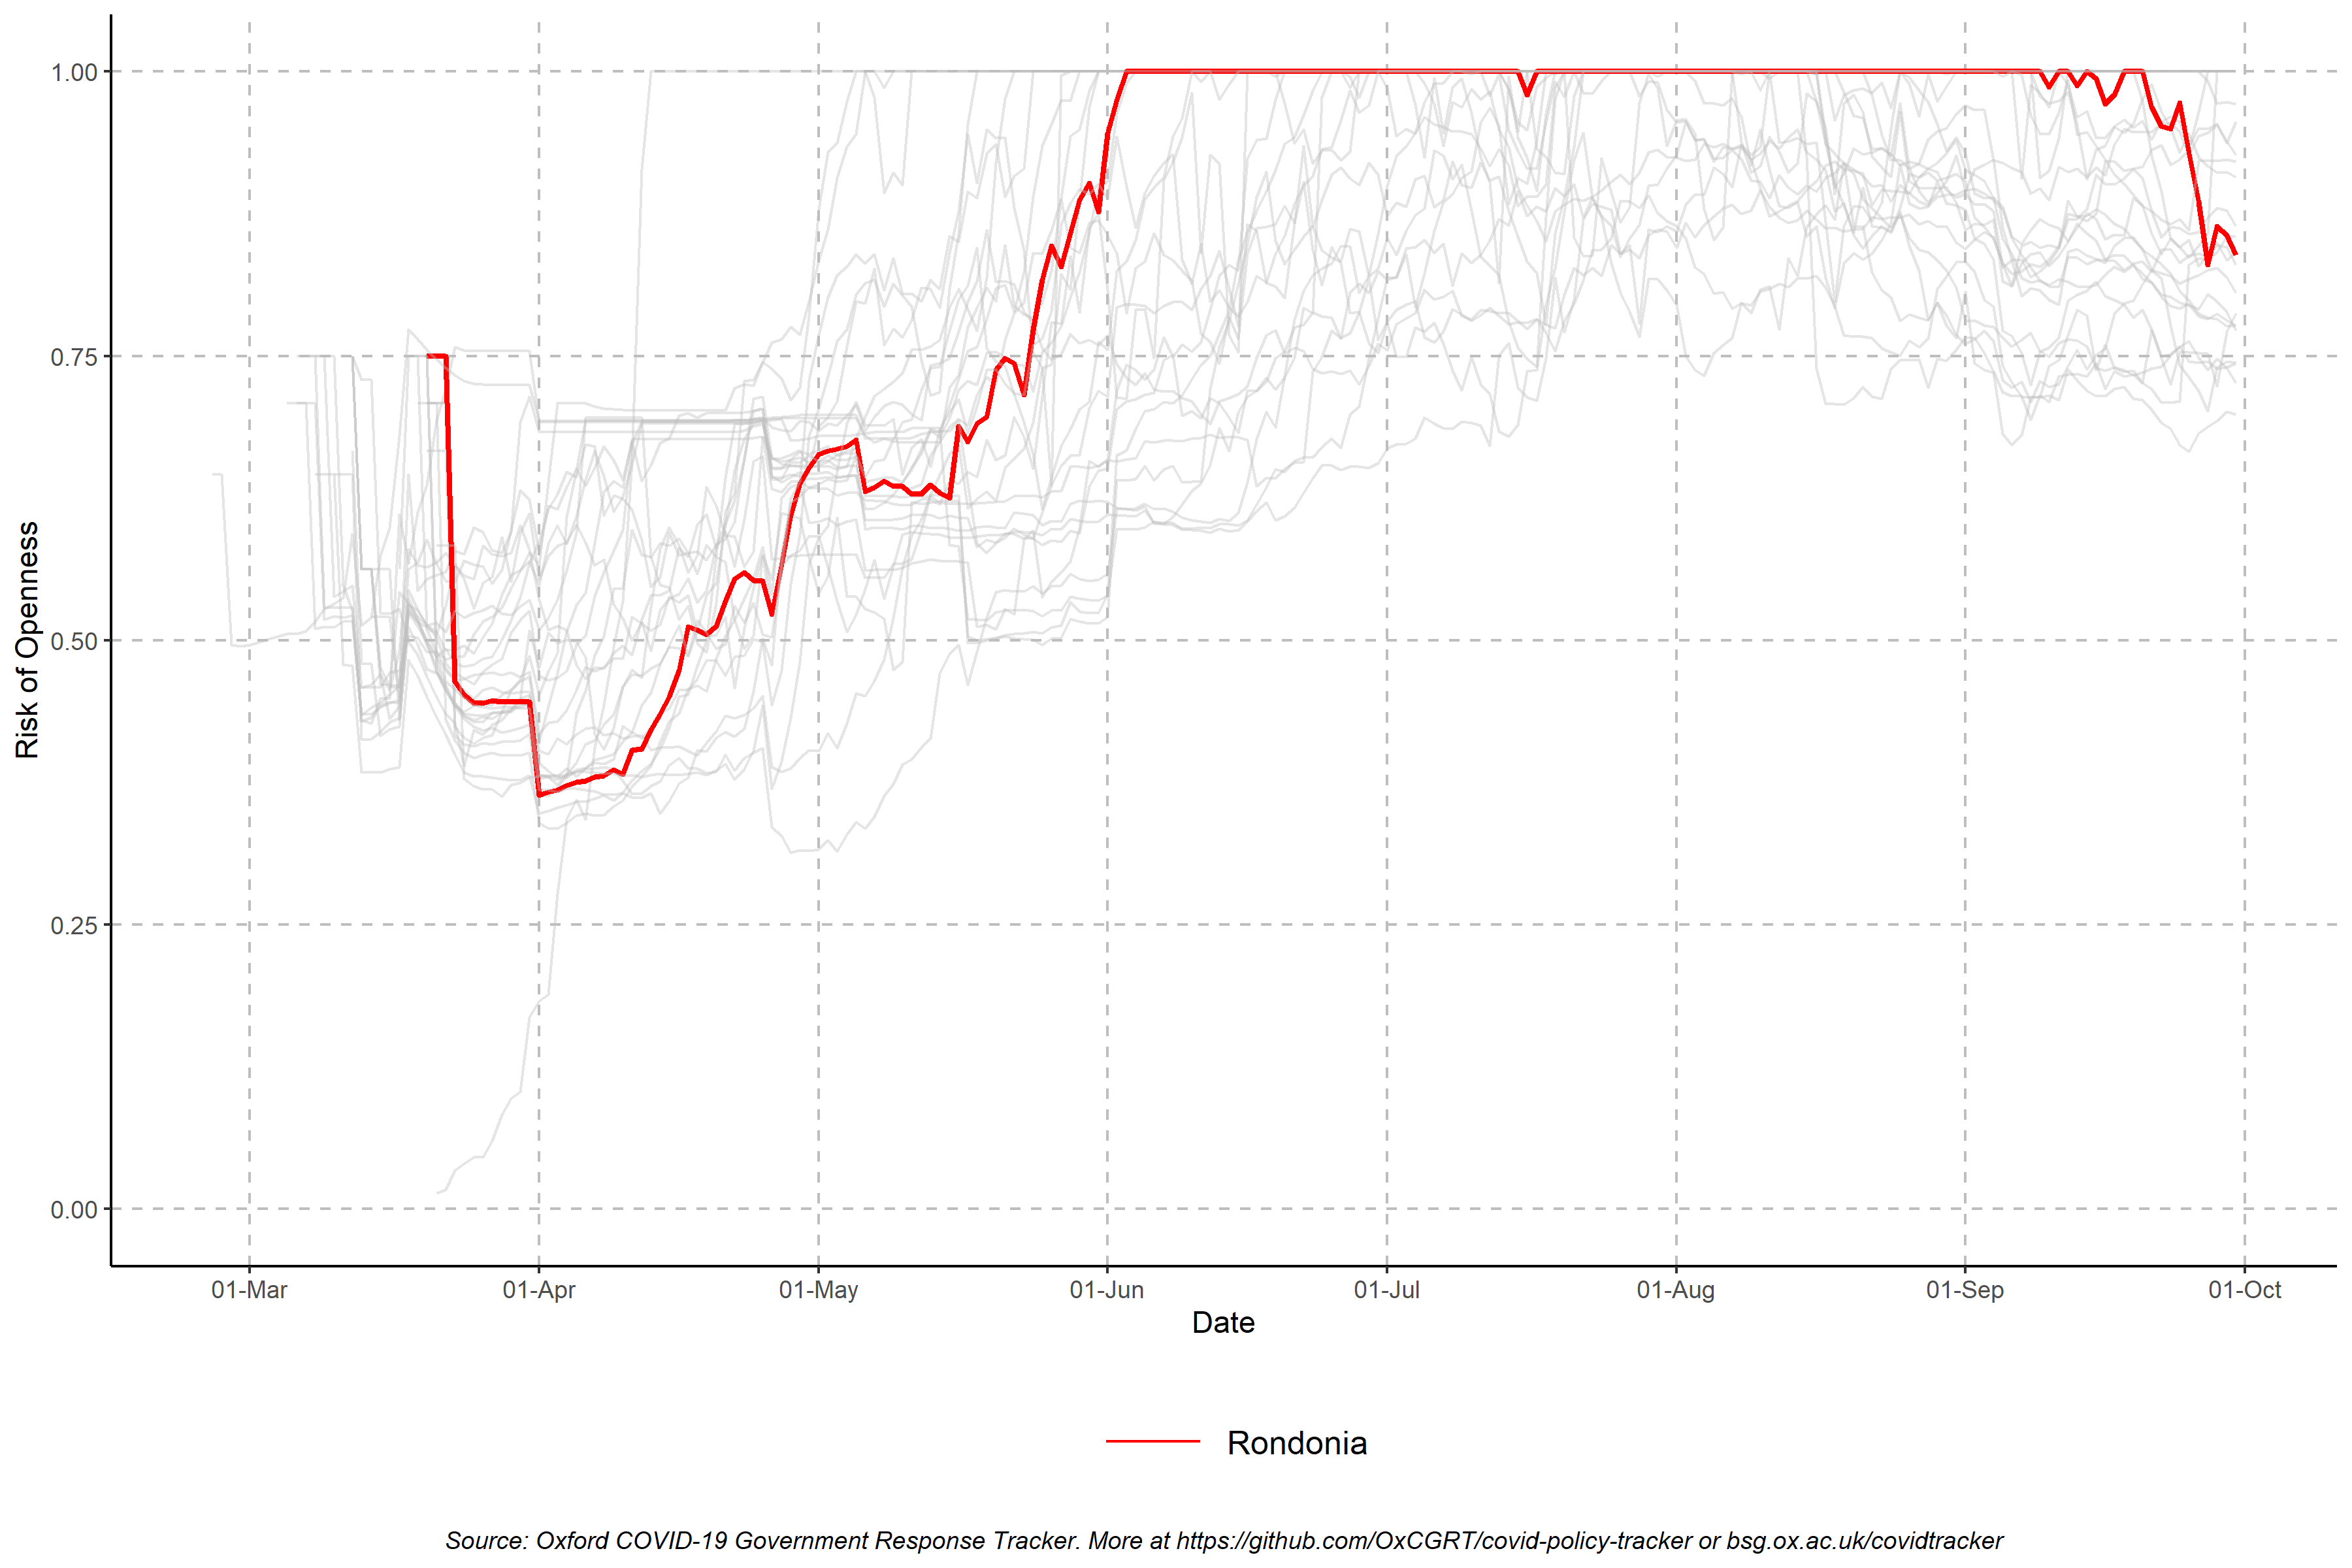 Risk of Openness
1.00
0.75
0.50
0.25
0.00
01-Mar 01-Apr 01-May 01-Jun 01-Jul 01-Aug 01-Sep 01-Oct
Date
Rondonia
Source: Oxford COVID-19 Government Response Tracker. More at https://github.com/OxCGRT/covid-policy-tracker or bsg.ox.ac.uk/covidtracker